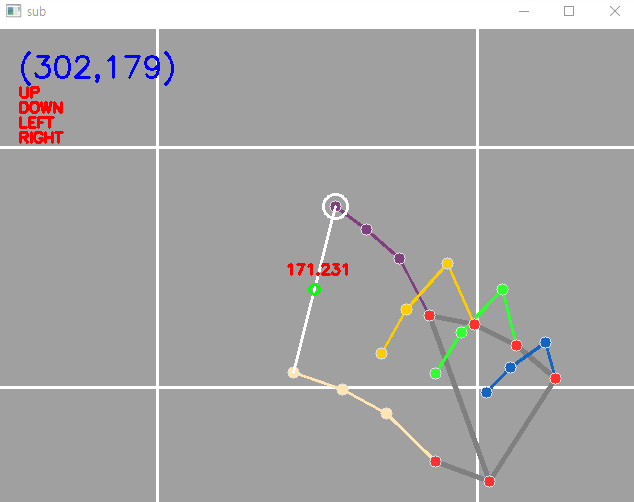 sub
(302,179)
UP
DOWN
LEFT
RIGHT
171.231